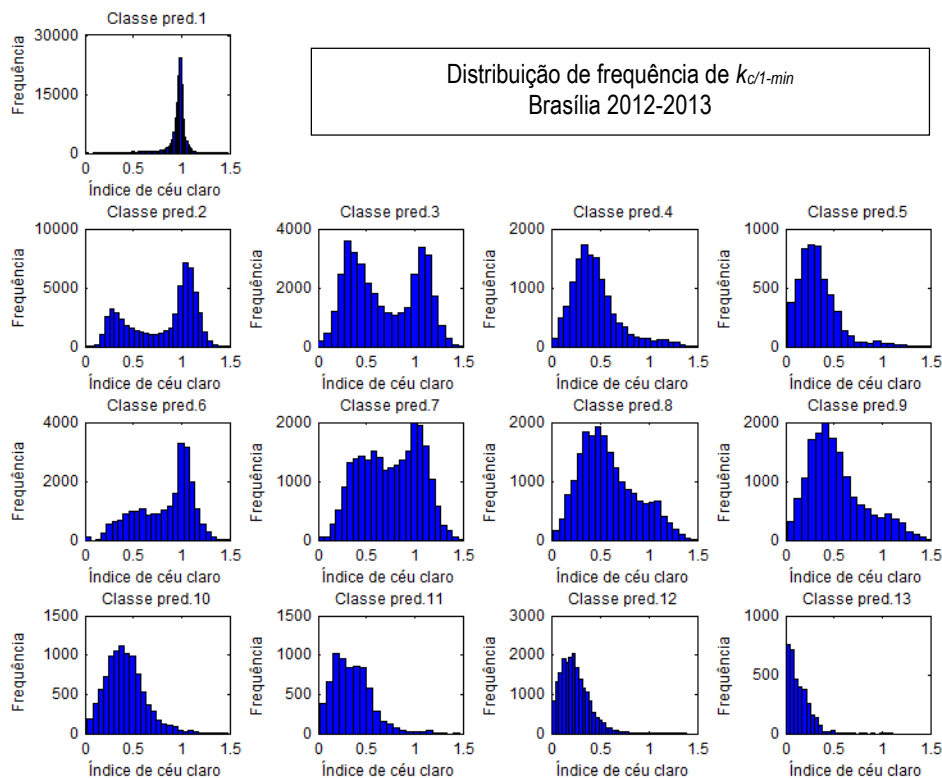 Classe pred.1
30000
15000
0
Frequência
0 0.5 1 1.5
Índice de céu claro
Distribuição de frequência de kc/1-min
Brasília 2012-2013
Classe pred.2
10000
5000
0
Frequência
0 0.5 1 1.5
Índice de céu claro
Classe pred.3
4000
2000
0
Frequência
0 0.5 1 1.5
Índice de céu claro
Classe pred.4
2000
1000
0
Frequência
0 0.5 1 1.5
Índice de céu claro
Classe pred.5
1000
500
0
Frequência
0 0.5 1 1.5
Índice de céu claro
Classe pred.6
4000
2000
0
Frequência
0 0.5 1 1.5
Índice de céu claro
Classe pred.7
2000
1000
0
Frequência
0 0.5 1 1.5
Índice de céu claro
Classe pred.8
2000
1000
0
Frequência
0 0.5 1 1.5
Índice de céu claro
Classe pred.9
2000
1000
0
Frequência
0 0.5 1 1.5
Índice de céu claro
Classe pred.10
1500
1000
500
0
Frequência
0 0.5 1 1.5
Índice de céu claro
Classe pred.11
1500
1000
500
0
Frequência
0 0.5 1 1.5
Índice de céu claro
Classe pred.12
3000
2000
1000
0
Frequência
0 0.5 1 1.5
Índice de céu claro
Classe pred.13
1000
500
0
Frequência
0 0.5 1 1.5
Índice de céu claro